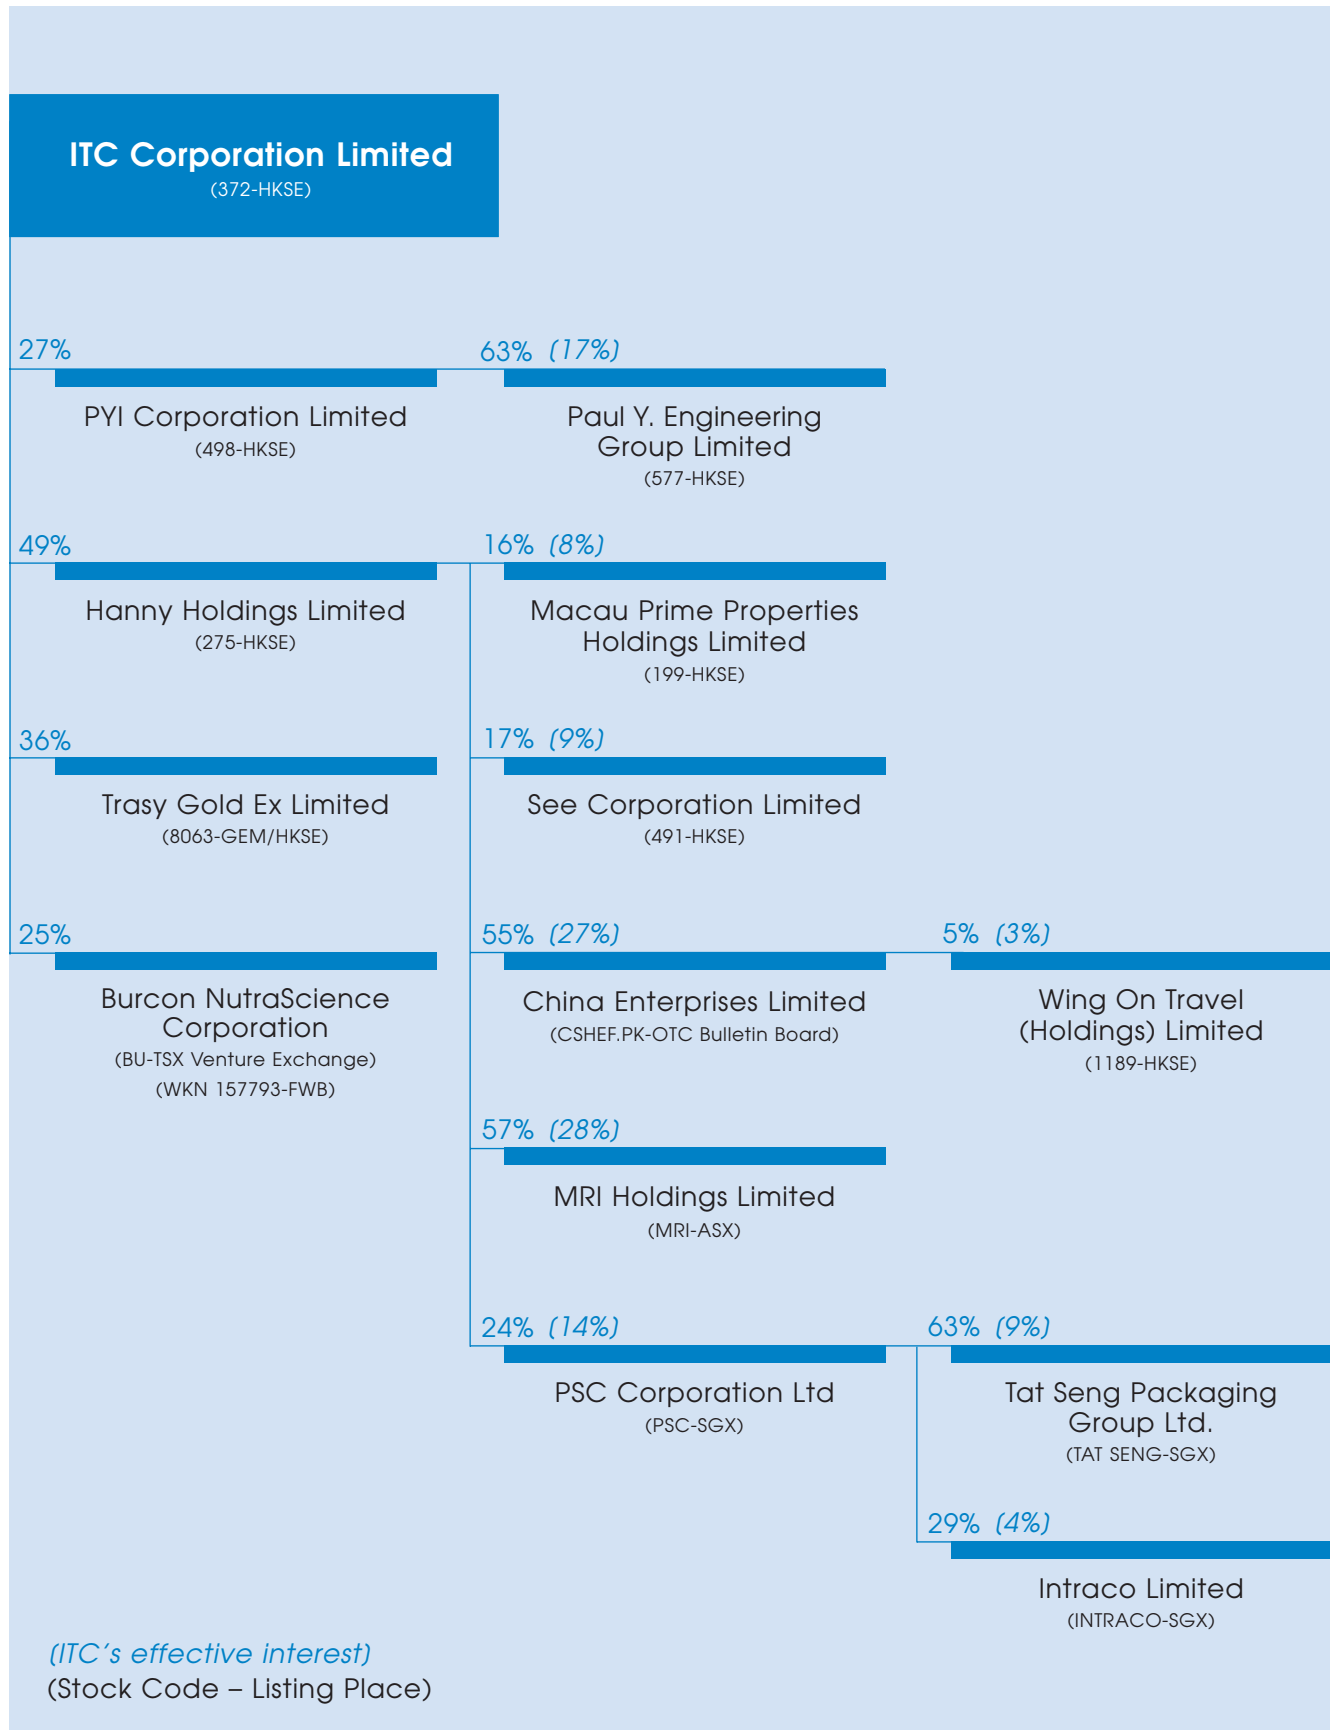 ITC Corporation Limited
(372-HKSE)
27%
63% (17%)
PYI Corporation Limited
(498-HKSE)
Paul Y. Engineering
Group Limited
(577-HKSE)
49%
16% (8%)
Hanny Holdings Limited
(275-HKSE)
Macau Prime Properties
Holdings Limited
(199-HKSE)
36%
17% (9%)
Trasy Gold Ex Limited
(8063-GEM/HKSE)
See Corporation Limited
(491-HKSE)
25%
55% (27%)
5% (3%)
Burcon NutraScience
Corporation
(BU-TSX Venture Exchange)
(WKN 157793-FWB)
China Enterprises Limited
(CSHEF.PK-OTC Bulletin Board)
Wing On Travel
(Holdings) Limited
(1189-HKSE)
57% (28%)
MRI Holdings Limited
(MRI-ASX)
24% (14%)
63% (9%)
PSC Corporation Ltd
(PSC-SGX)
Tat Seng Packaging
Group Ltd.
(TAT SENG-SGX)
29% (4%)
Intraco Limited
(INTRACO-SGX)
(ITC's effective interest)
(Stock Code – Listing Place)